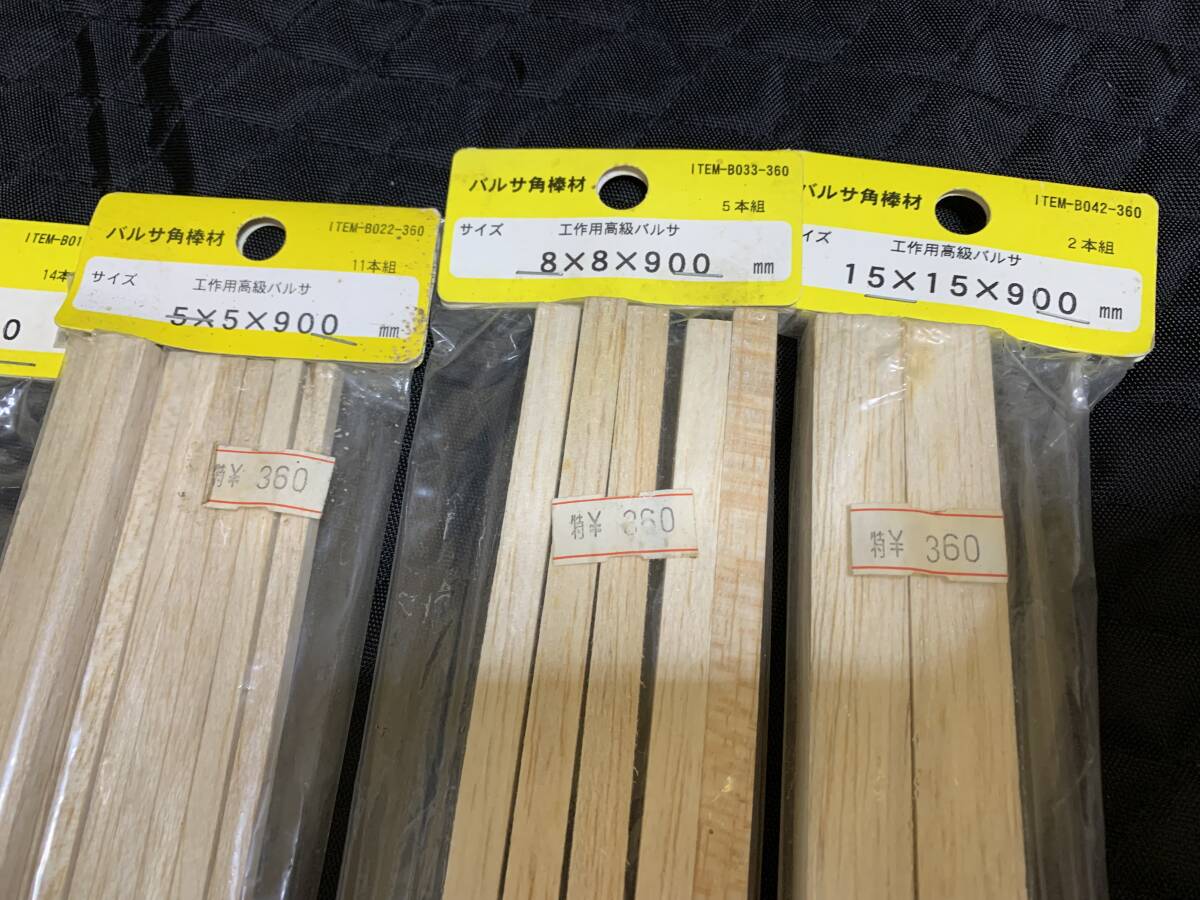 ITEM-B01
14本
0
バルサ角棒材
ITEM-B022-360
11本組
サイズ
工作用高級バルサ
5×5×900
mm
特¥ 360
バルサ角棒材
ITEM-B033-360
5本組
サイズ
工作用高級バルサ
8×8×900
mm
特¥ 360
バルサ角棒材
ITEM-B042-360
2本組
イズ
工作用高級バルサ
15×15×900
mm
特¥ 360